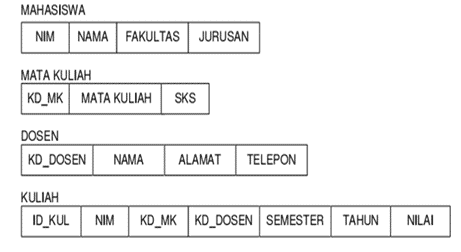 MAHASISWA
NIM NAMA FAKULTAS JURUSAN
MATA KULIAH
KD_MK MATA KULIAH SKS
DOSEN
KD_DOSEN NAMA ALAMAT TELEPON
KULIAH
ID_KUL NIM KD_MK KD_DOSEN SEMESTER TAHUN NILAI